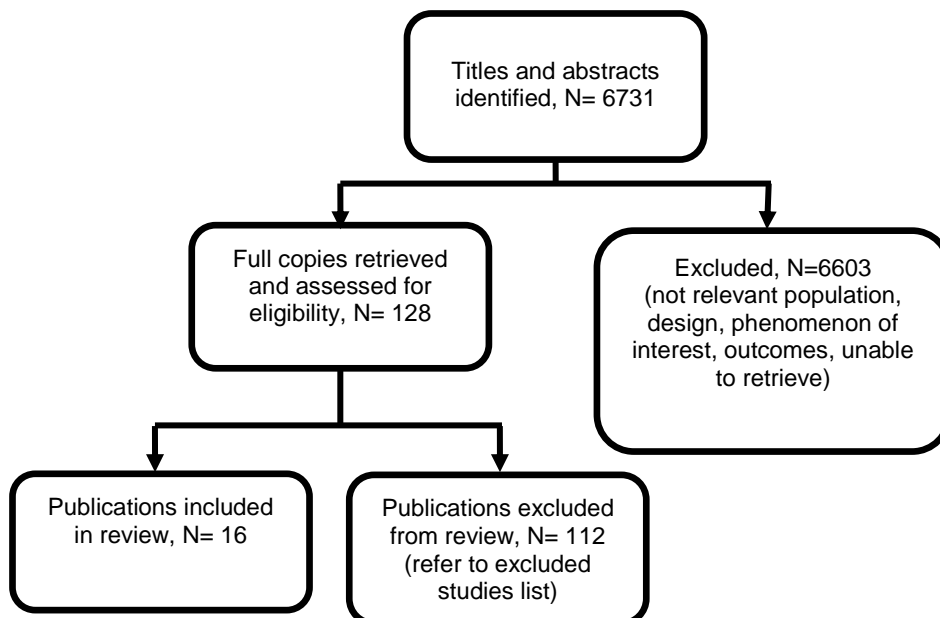 Titles and abstracts
identified, N= 6731
Full copies retrieved
and assessed for
eligibility, N= 128
Excluded, N=6603
(not relevant population,
design, phenomenon of
interest, outcomes, unable
to retrieve)
Publications included
in review, N= 16
Publications excluded
from review, N= 112
(refer to excluded
studies list)